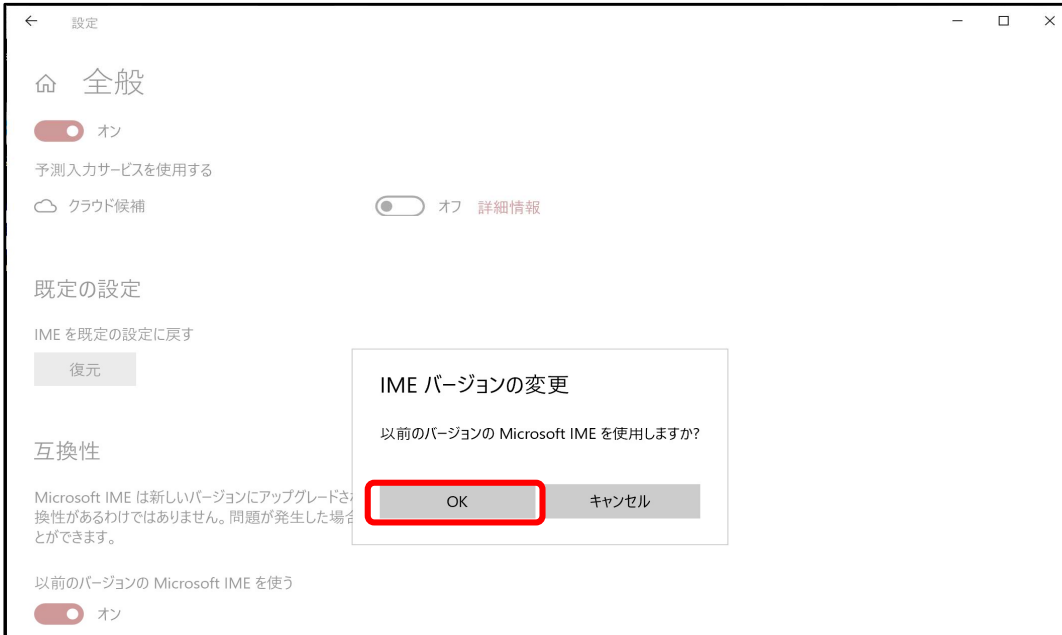 設定
全般
オン
予測入力サービスを使用する
クラウド候補
オフ 詳細情報
既定の設定
IME を既定の設定に戻す
復元
IME バージョンの変更
以前のバージョンの Microsoft IME を使用しますか?
OK
キャンセル
互換性
Microsoft IME は新しいバージョンにアップグレードさ
換性があるわけではありません。問題が発生した場合
とができます。
以前のバージョンの Microsoft IME を使う
オン